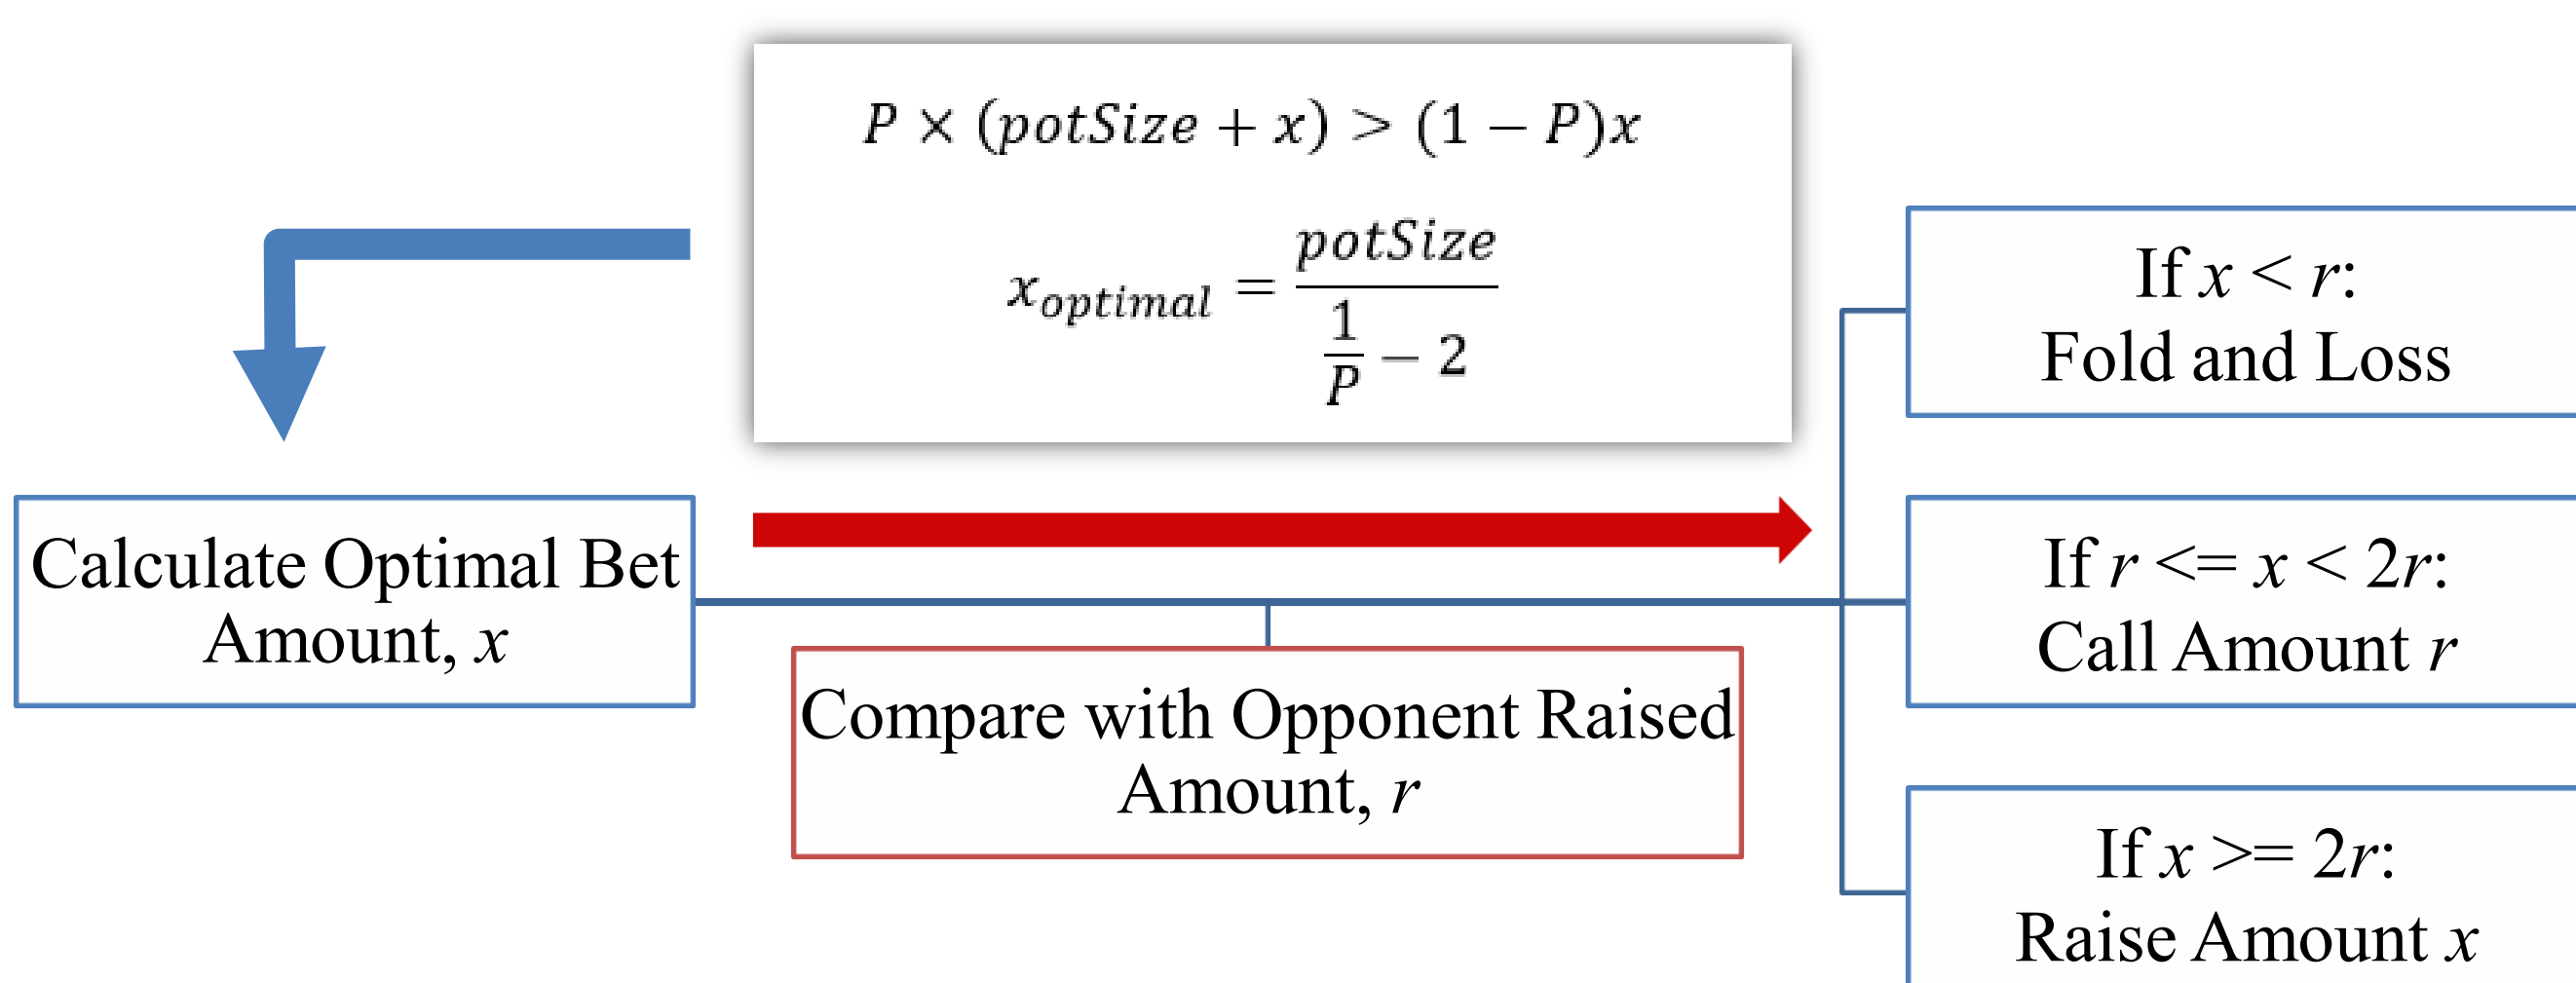 P × (potSize + x) > (1 − P)x
x_optimal = potSize / (1/P − 2)
Calculate Optimal Bet
Amount, x
Compare with Opponent Raised
Amount, r
If x < r:
Fold and Loss
If r <= x < 2r:
Call Amount r
If x >= 2r:
Raise Amount x